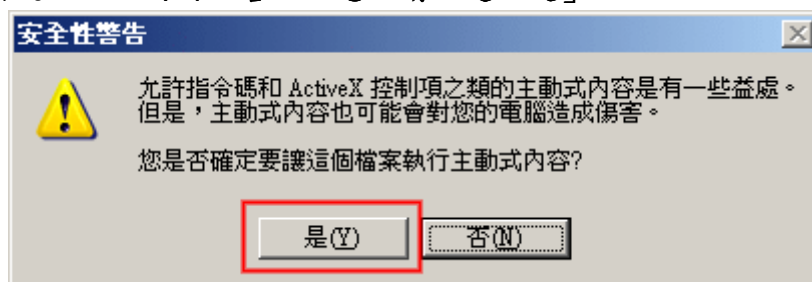 安全性警告
允許指令碼和 ActiveX 控制項之類的主動式內容是有一些益處。
但是，主動式內容也可能會對您的電腦造成傷害。
您是否確定要讓這個檔案執行主動式內容?
是(Y) 否(N)